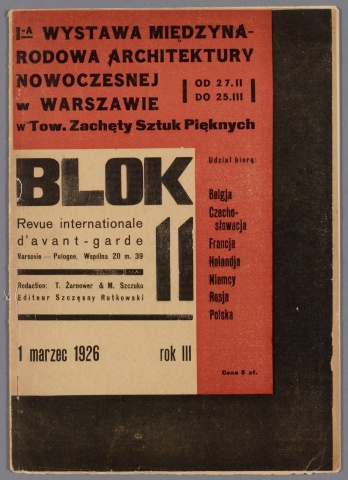 I-A WYSTAWA MIĘDZYNA-
RODOWA ARCHITEKTURY
NOWOCZESNEJ
w WARSZAWIE
OD 27.II
DO 25.III
w Tow. Zachęty Sztuk Pięknych
BLOK
Revue internationale
d'avant-garde
Varsovie — Pologne, Wspólna 20 m. 39
11
Redaction: T. Żarnower & M. Szczuka
Editeur Szczęsny Rutkowski
1 marzec 1926 rok III
Udział biorą:
Belgja
Czecho-
słowacja
Francja
Holandja
Niemcy
Rosja
Polska
Cena 5 zł.